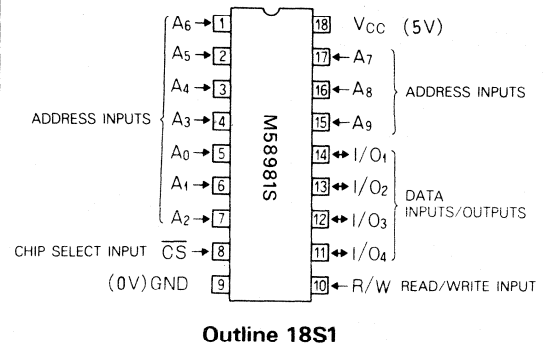 A6 1 18 VCC (5V)
A5 2 17 A7
A4 3 16 A8 ADDRESS INPUTS
ADDRESS INPUTS A3 4 15 A9
A0 5 14 I/O1
A1 6 13 I/O2 DATA
A2 7 12 I/O3 INPUTS/OUTPUTS
CHIP SELECT INPUT CS 8 11 I/O4
(0V) GND 9 10 R/W READ/WRITE INPUT
M58981S
Outline 18S1